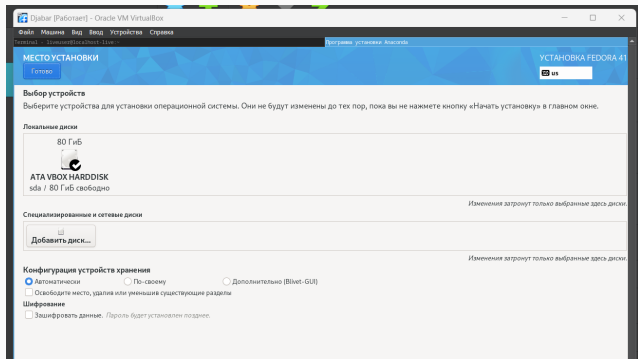 Djabar [Работает] - Oracle VM VirtualBox
Файл Машина Вид Ввод Устройства Справка
Terminal - liveuser@localhost-live:~ Программа установки Anaconda
МЕСТО УСТАНОВКИ УСТАНОВКА FEDORA 41
Готово us
Выбор устройств
Выберите устройства для установки операционной системы. Они не будут изменены до тех пор, пока вы не нажмете кнопку «Начать установку» в главном окне.
Локальные диски
80 ГиБ
ATA VBOX HARDDISK
sda / 80 ГиБ свободно
Изменения затронут только выбранные здесь диски.
Специализированные и сетевые диски
Добавить диск...
Изменения затронут только выбранные здесь диски.
Конфигурация устройств хранения
Автоматически По-своему Дополнительно (Blivet-GUI)
Освободите место, удалив или уменьшив существующие разделы
Шифрование
Зашифровать данные. Пароль будет установлен позднее.